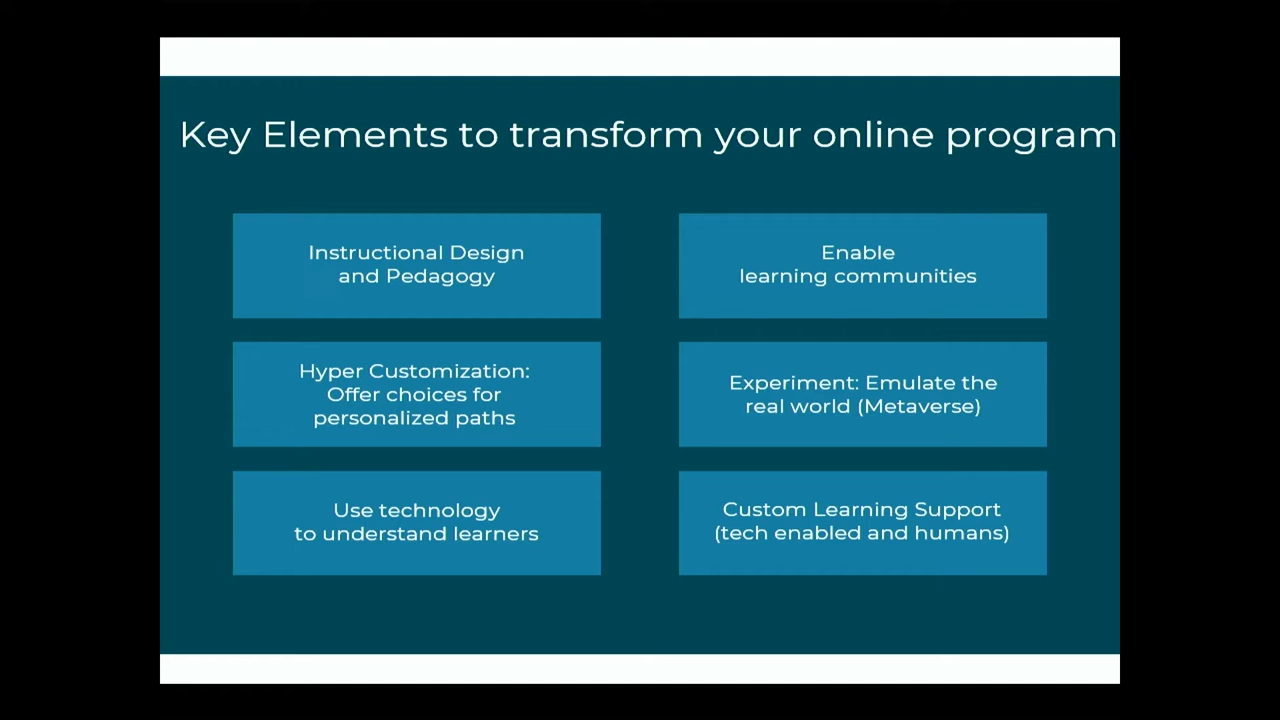 Key Elements to transform your online program
Instructional Design
and Pedagogy
Enable
learning communities
Hyper Customization:
Offer choices for
personalized paths
Experiment: Emulate the
real world (Metaverse)
Use technology
to understand learners
Custom Learning Support
(tech enabled and humans)